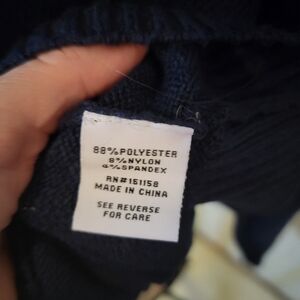 88%POLYESTER
8%NYLON
4%SPANDEX
RN#151158
MADE IN CHINA
SEE REVERSE
FOR CARE